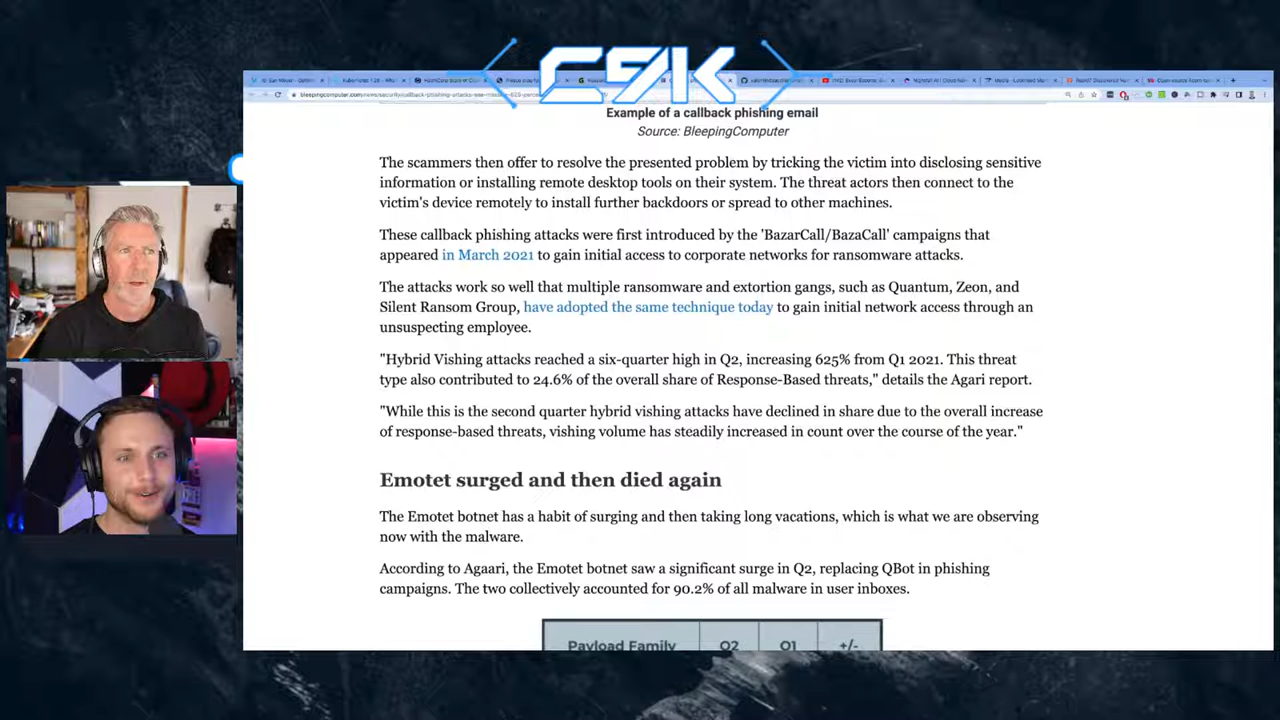 C9K
bleepingcomputer.com/news/security/callback-phishing-attacks-see-massive-625-perce
Example of a callback phishing email
Source: BleepingComputer
The scammers then offer to resolve the presented problem by tricking the victim into disclosing sensitive
information or installing remote desktop tools on their system. The threat actors then connect to the
victim's device remotely to install further backdoors or spread to other machines.
These callback phishing attacks were first introduced by the 'BazarCall/BazaCall' campaigns that
appeared in March 2021 to gain initial access to corporate networks for ransomware attacks.
The attacks work so well that multiple ransomware and extortion gangs, such as Quantum, Zeon, and
Silent Ransom Group, have adopted the same technique today to gain initial network access through an
unsuspecting employee.
"Hybrid Vishing attacks reached a six-quarter high in Q2, increasing 625% from Q1 2021. This threat
type also contributed to 24.6% of the overall share of Response-Based threats," details the Agari report.
"While this is the second quarter hybrid vishing attacks have declined in share due to the overall increase
of response-based threats, vishing volume has steadily increased in count over the course of the year."
Emotet surged and then died again
The Emotet botnet has a habit of surging and then taking long vacations, which is what we are observing
now with the malware.
According to Agaari, the Emotet botnet saw a significant surge in Q2, replacing QBot in phishing
campaigns. The two collectively accounted for 90.2% of all malware in user inboxes.
Payload Family Q2 Q1 +/-